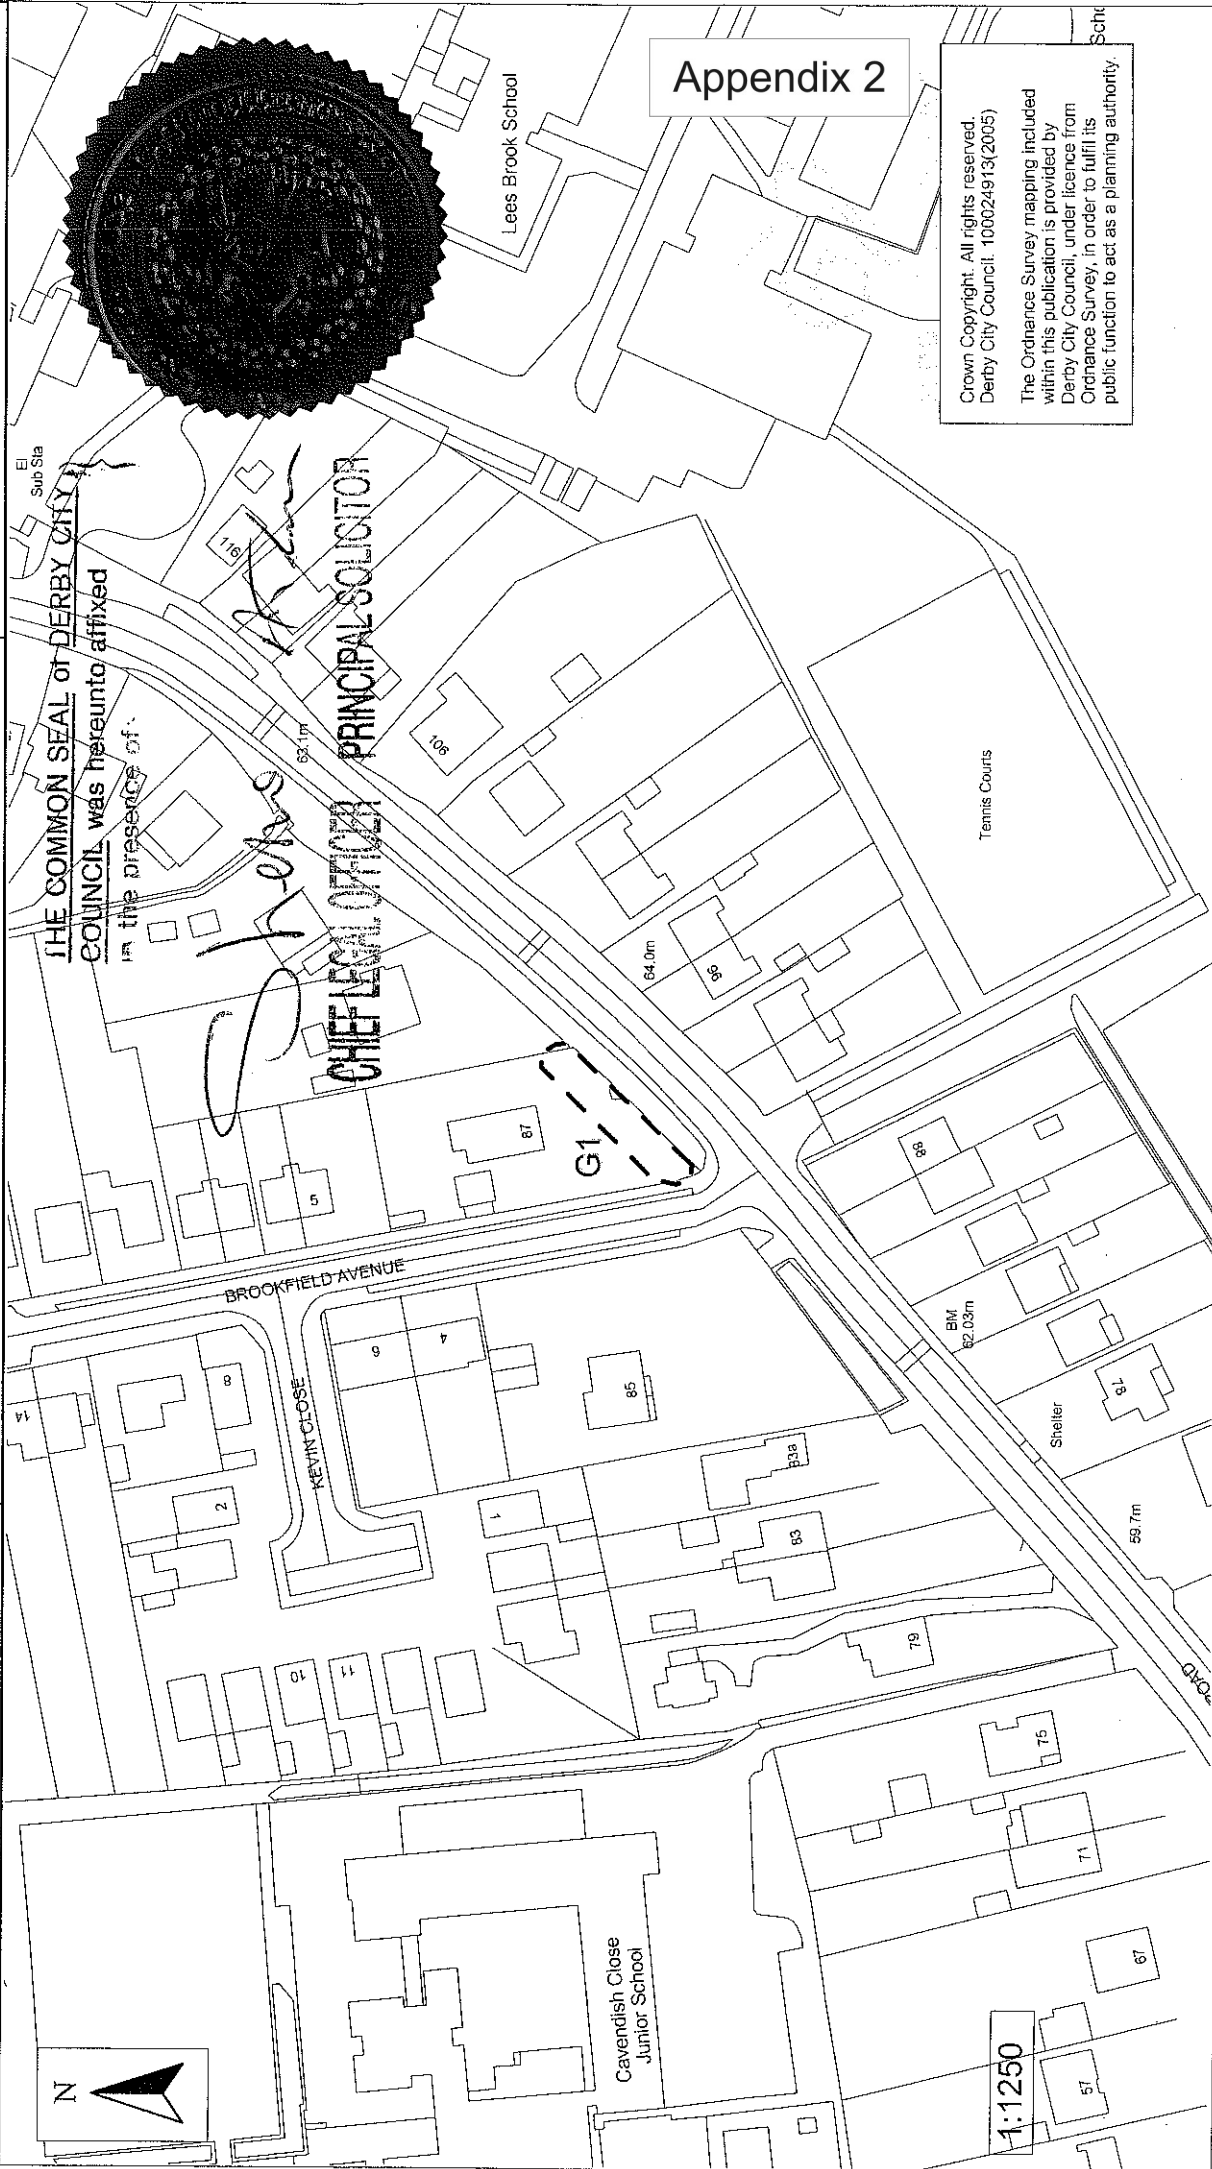 Appendix 2
N
THE COMMON SEAL of DERBY CITY
COUNCIL was hereunto affixed
in the presence of:
CHIEF LEGAL OFFICER
PRINCIPAL SOLICITOR
El
Sub Sta
Lees Brook School
Crown Copyright. All rights reserved.
Derby City Council. 100024913(2005)
The Ordnance Survey mapping included
within this publication is provided by
Derby City Council, under licence from
Ordnance Survey, in order to fulfil its
public function to act as a planning authority.
116
63.1m
106
Tennis Courts
64.0m
96
G1
87
5
BROOKFIELD AVENUE
88
BM
62.03m
78
Shelter
59.7m
14
8
KEVIN CLOSE
6
4
2
85
1
83a
83
79
10
11
75
71
67
57
ROAD
Cavendish Close
Junior School
1:1250